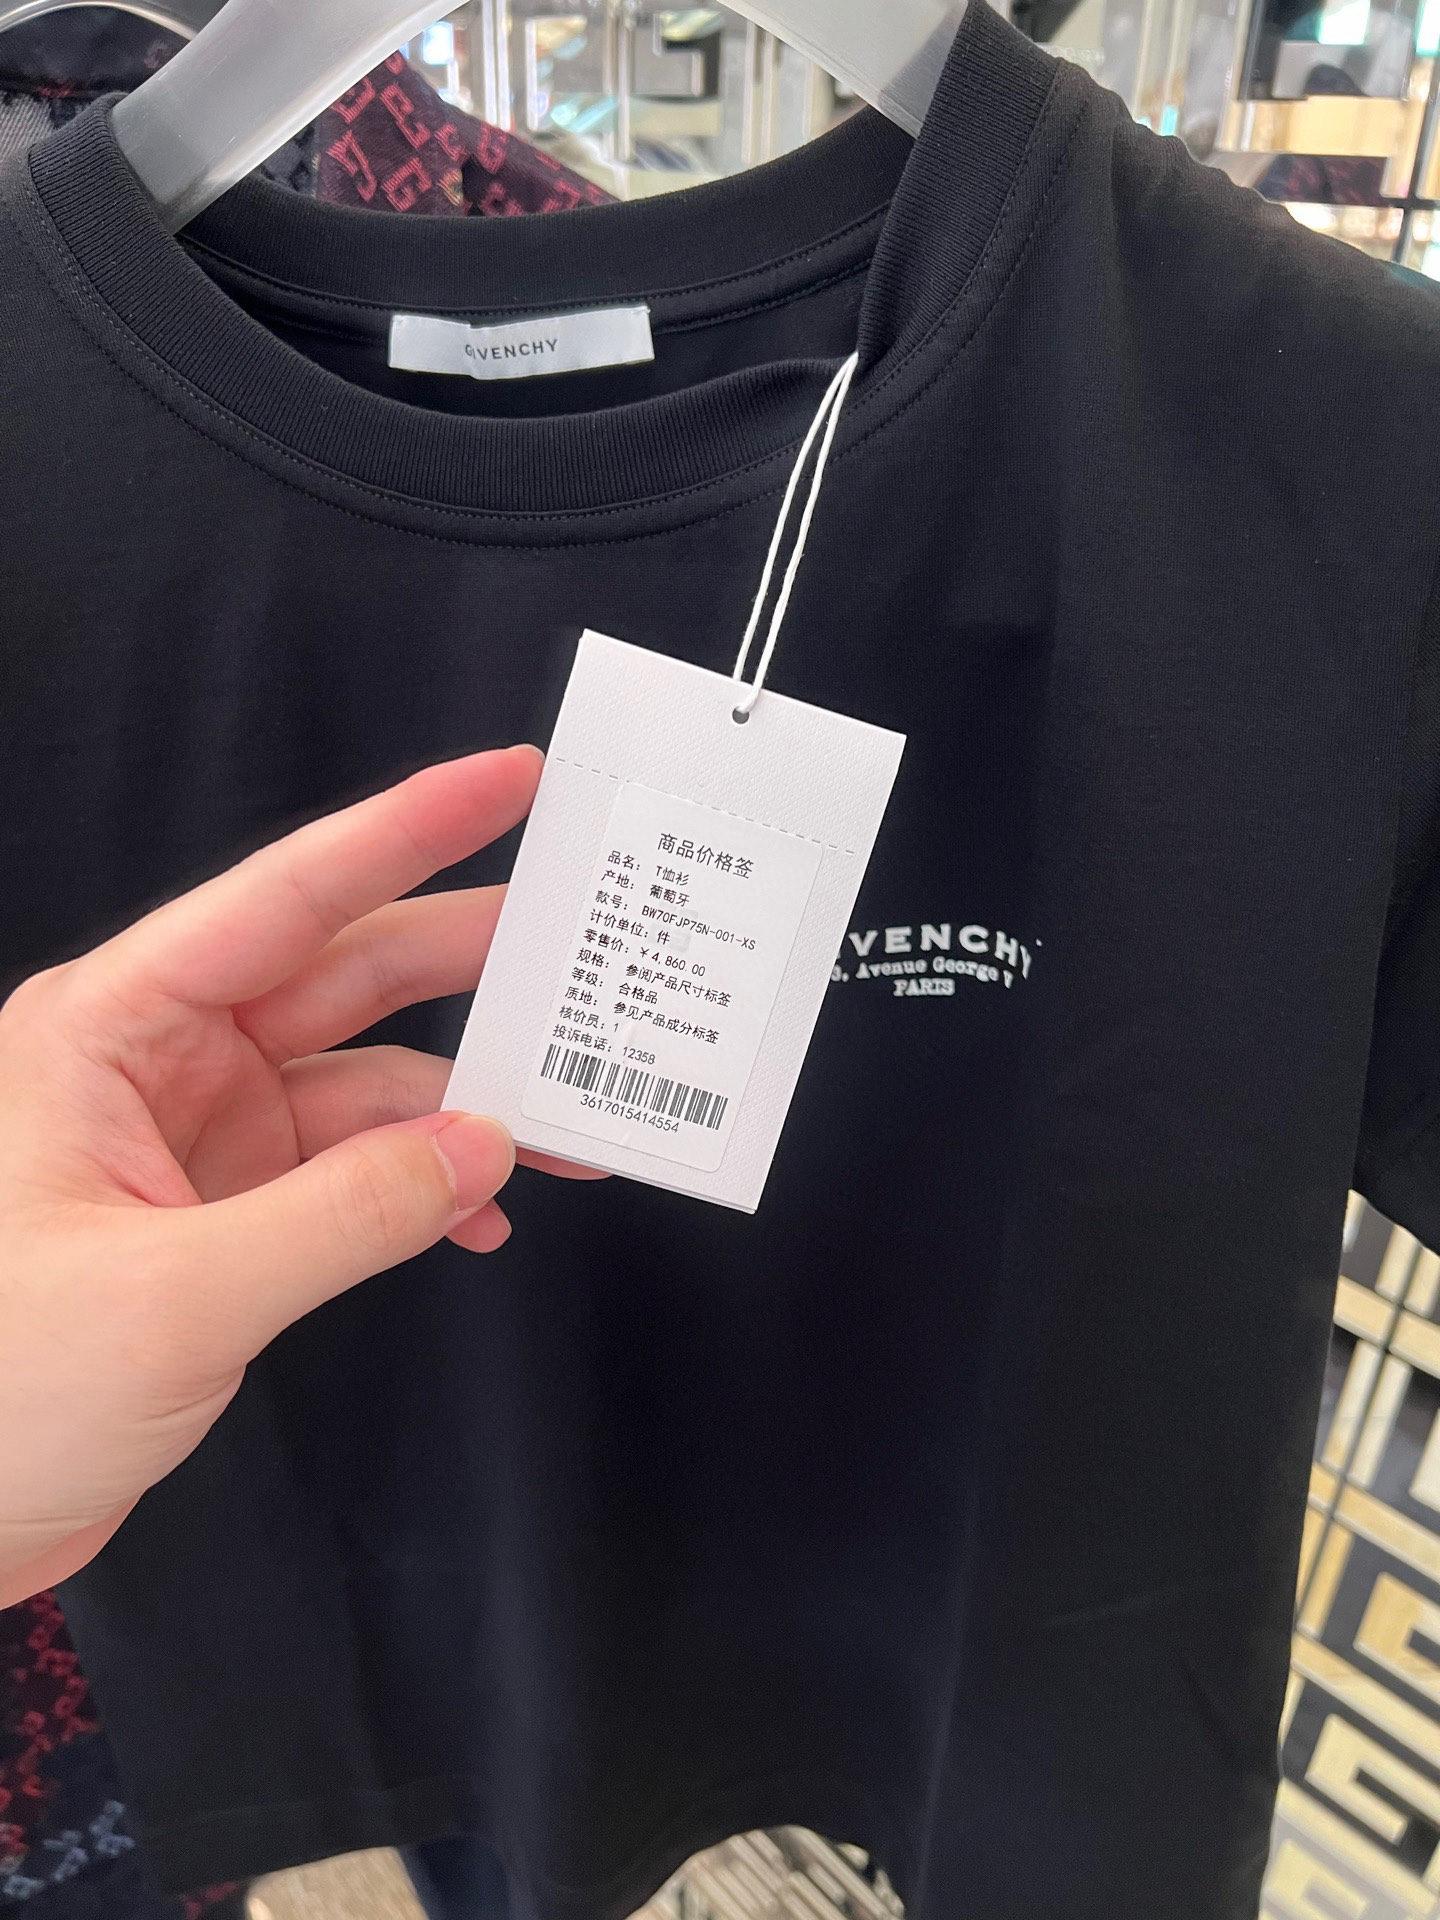 GIVENCHY
商品价格签
品名: T恤衫
产地: 葡萄牙
款号: BW70FJP75N-001-XS
计价单位: 件
零售价: ¥4,860.00
规格: 参阅产品尺寸标签
等级: 合格品
质地: 参见产品成分标签
核价员: 1
投诉电话: 12358
3617015414554
VENCHY
3, Avenue George V
PARIS